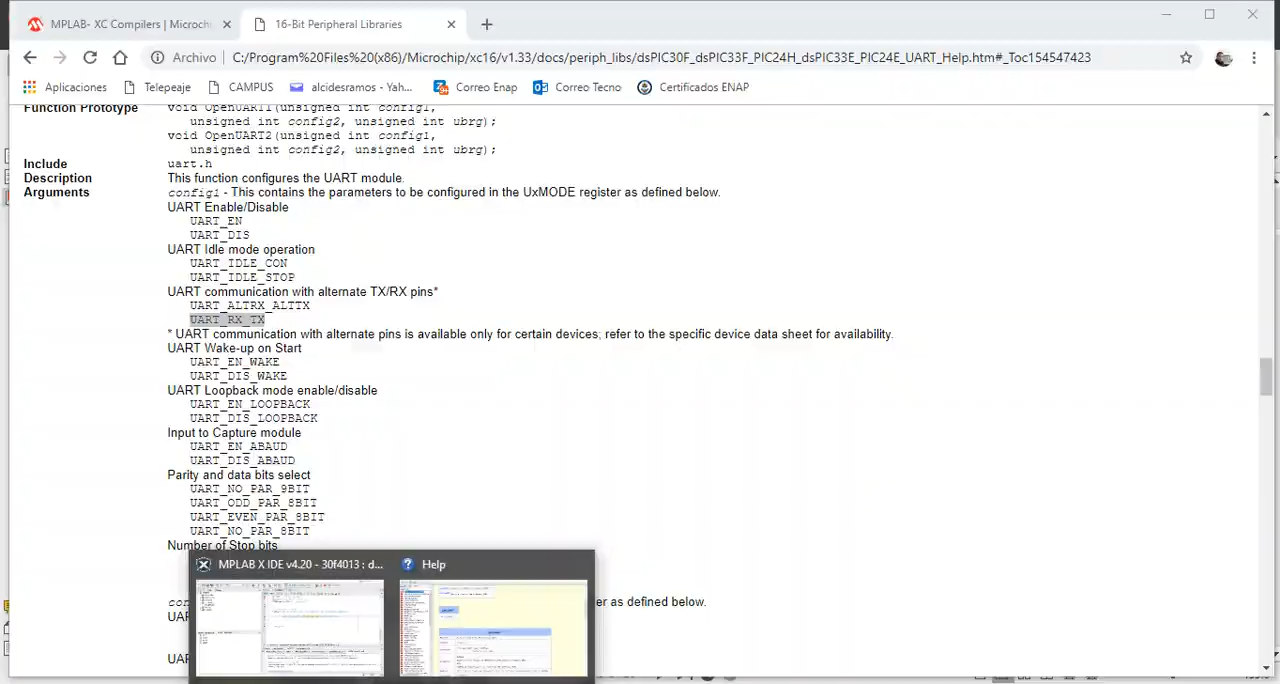 MPLAB- XC Compilers | Microchi
16-Bit Peripheral Libraries
Archivo
C:/Program%20Files%20(x86)/Microchip/xc16/v1.33/docs/periph_libs/dsPIC30F_dsPIC33F_PIC24H_dsPIC33E_PIC24E_UART_Help.htm#_Toc154547423
Aplicaciones Telepeaje CAMPUS alcidesramos - Yah... Correo Enap Correo Tecno Certificados ENAP
Function Prototype void OpenUART1(unsigned int config1,
unsigned int config2, unsigned int ubrg);
void OpenUART2(unsigned int config1,
unsigned int config2, unsigned int ubrg);
Include uart.h
Description This function configures the UART module.
Arguments config1 - This contains the parameters to be configured in the UxMODE register as defined below.
UART Enable/Disable
UART_EN
UART_DIS
UART Idle mode operation
UART_IDLE_CON
UART_IDLE_STOP
UART communication with alternate TX/RX pins*
UART_ALTRX_ALTTX
UART_RX_TX
* UART communication with alternate pins is available only for certain devices; refer to the specific device data sheet for availability.
UART Wake-up on Start
UART_EN_WAKE
UART_DIS_WAKE
UART Loopback mode enable/disable
UART_EN_LOOPBACK
UART_DIS_LOOPBACK
Input to Capture module
UART_EN_ABAUD
UART_DIS_ABAUD
Parity and data bits select
UART_NO_PAR_9BIT
UART_ODD_PAR_8BIT
UART_EVEN_PAR_8BIT
UART_NO_PAR_8BIT
Number of Stop bits
MPLAB X IDE v4.20 - 30f4013 : d...
Help
er as defined below.